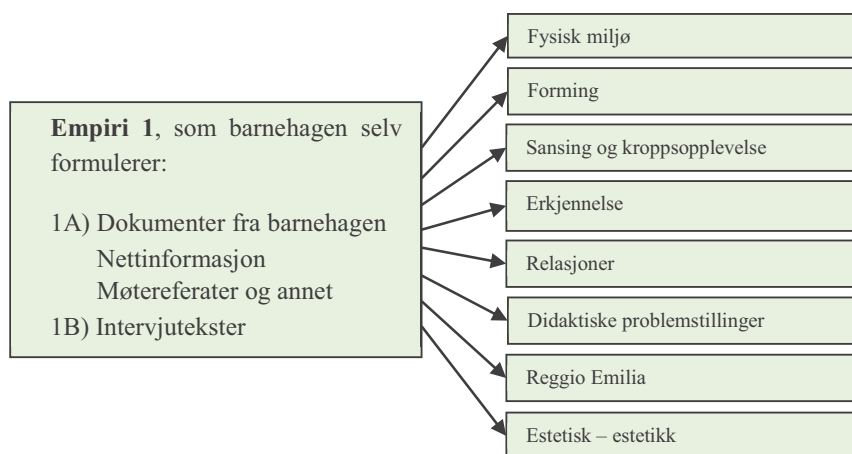 Empiri 1, som barnehagen selv
formulerer:
1A) Dokumenter fra barnehagen
Nettinformasjon
Møtereferater og annet
1B) Intervjutekster
Fysisk miljø
Forming
Sansing og kroppsopplevelse
Erkjennelse
Relasjoner
Didaktiske problemstillinger
Reggio Emilia
Estetisk – estetikk